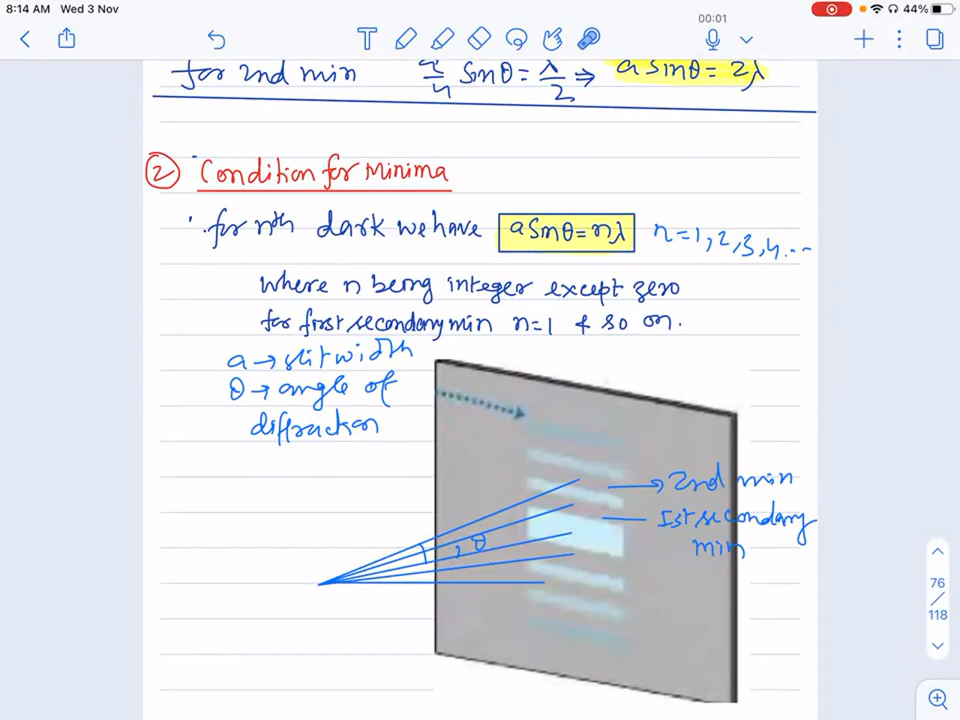 8:14 AM Wed 3 Nov
00:01
44%
for 2nd min a/4 sinθ = λ/2 ⇒ a sinθ = 2λ
② Condition for Minima
for nth dark we have a sinθ = nλ n = 1, 2, 3, 4, ...
where n being integer except zero
for first secondary min n=1 & so on.
a → slit width
θ → angle of
diffraction
2nd min
Ist secondary
min
θ
76
/
118